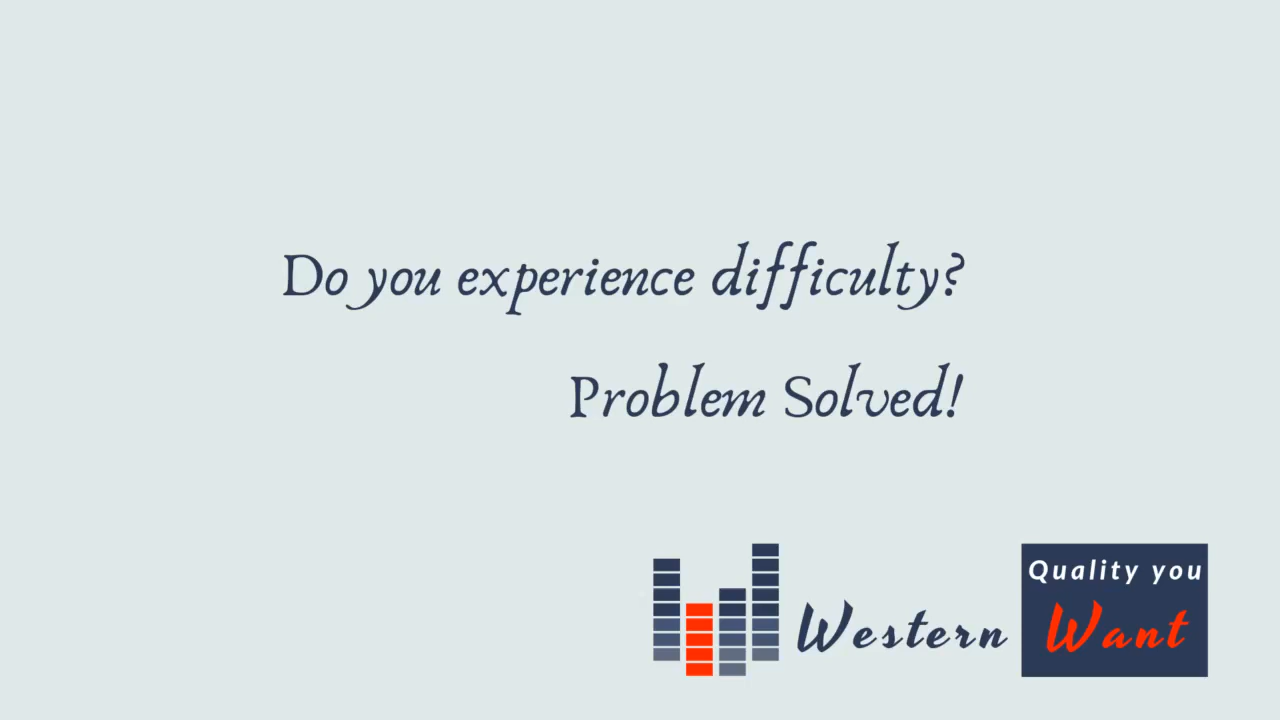 Do you experience difficulty?
Problem Solved!
Western
Quality you
Want